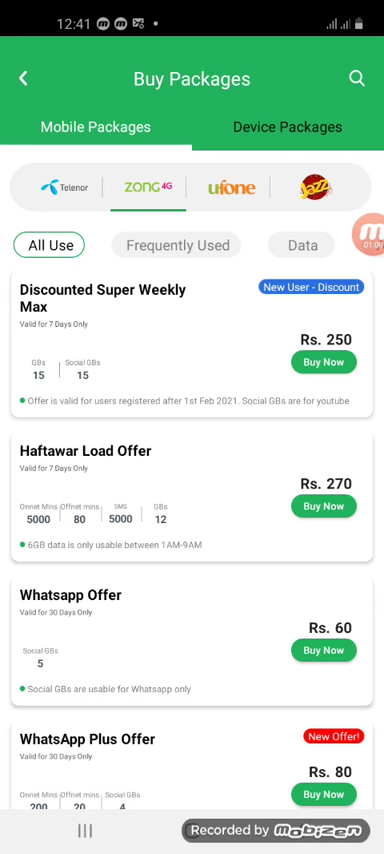 12:41
Buy Packages
Mobile Packages
Device Packages
Telenor
ZONG 4G
ufone
Jazz
All Use
Frequently Used
Data
01:00
Discounted Super Weekly
Max
New User - Discount
Valid for 7 Days Only
Rs. 250
GBs
Social GBs
15
15
Buy Now
Offer is valid for users registered after 1st Feb 2021. Social GBs are for youtube
Haftawar Load Offer
Valid for 7 Days Only
Rs. 270
Onnet Mins
Offnet mins
SMS
GBs
5000
80
5000
12
Buy Now
6GB data is only usable between 1AM-9AM
Whatsapp Offer
Valid for 30 Days Only
Rs. 60
Social GBs
5
Buy Now
Social GBs are usable for Whatsapp only
WhatsApp Plus Offer
New Offer!
Valid for 30 Days Only
Rs. 80
Onnet Mins
Offnet mins
Social GBs
200
20
4
Buy Now
Recorded by mobizen